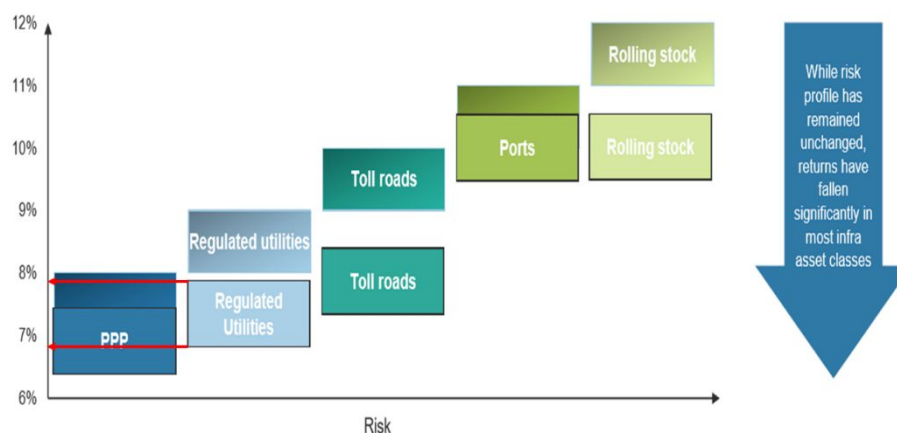 12%
11%
10%
9%
8%
7%
6%
Rolling stock
Rolling stock
Ports
Toll roads
Toll roads
Regulated utilities
Regulated
Utilities
PPP
Risk
While risk
profile has
remained
unchanged,
returns have
fallen
significantly in
most infra
asset classes